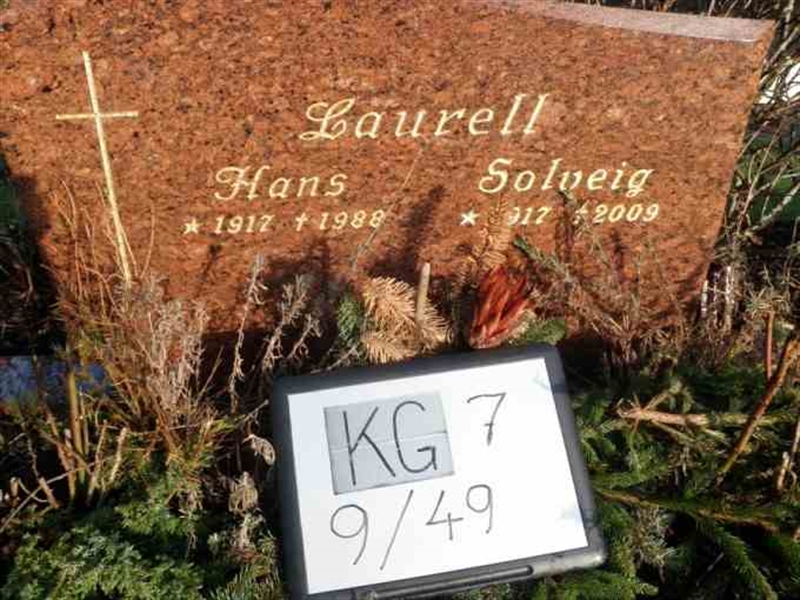 Laurell
Hans Solveig
★ 1917 † 1988 ★ 917 † 2009
KG 7
9/49